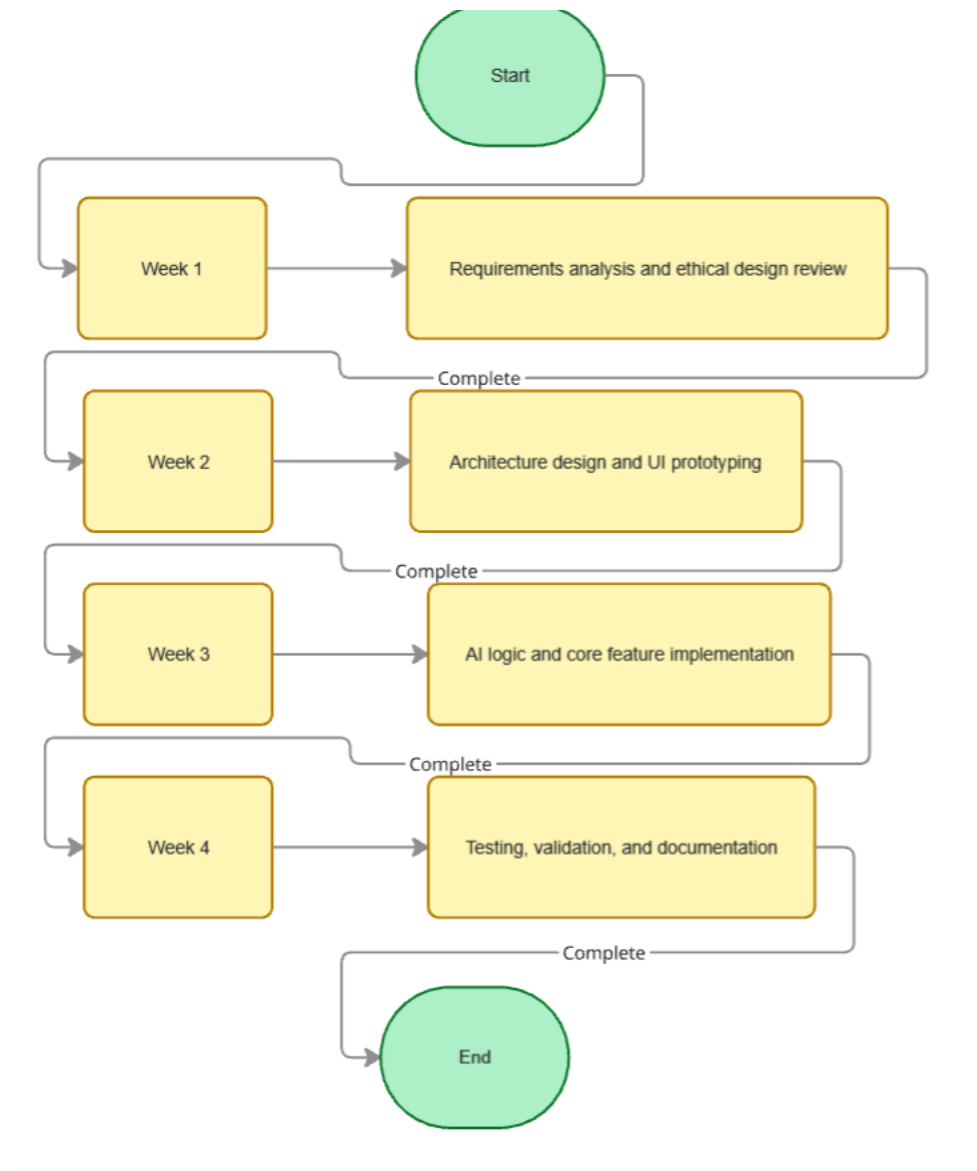 Start
Week 1
Requirements analysis and ethical design review
Complete
Week 2
Architecture design and UI prototyping
Complete
Week 3
AI logic and core feature implementation
Complete
Week 4
Testing, validation, and documentation
Complete
End